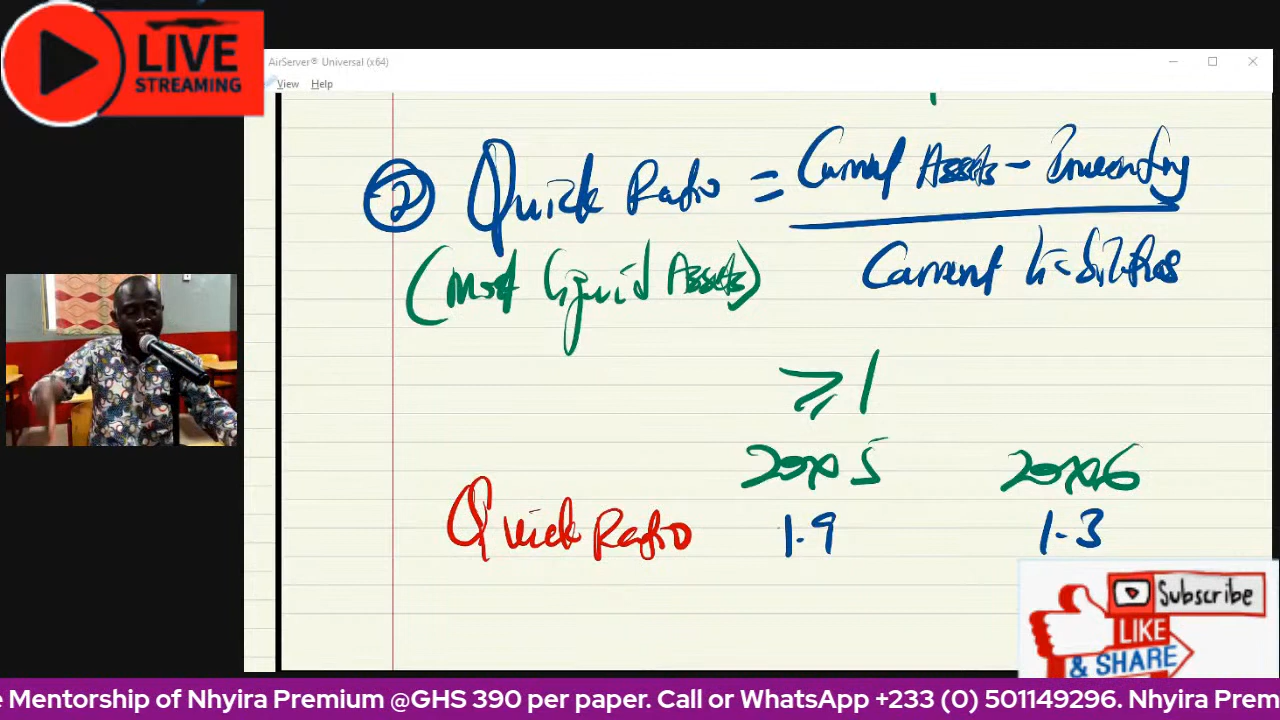 LIVE
STREAMING
AirServer® Universal (x64)
View Help
② Quick Ratio = Current Assets - Inventory
Current Liabilities
(Most Liquid Assets)
≥ 1
20x5 20x6
Quick Ratio 1.9 1.3
Subscribe
LIKE
& SHARE
e Mentorship of Nhyira Premium @GHS 390 per paper. Call or WhatsApp +233 (0) 501149296. Nhyira Prem